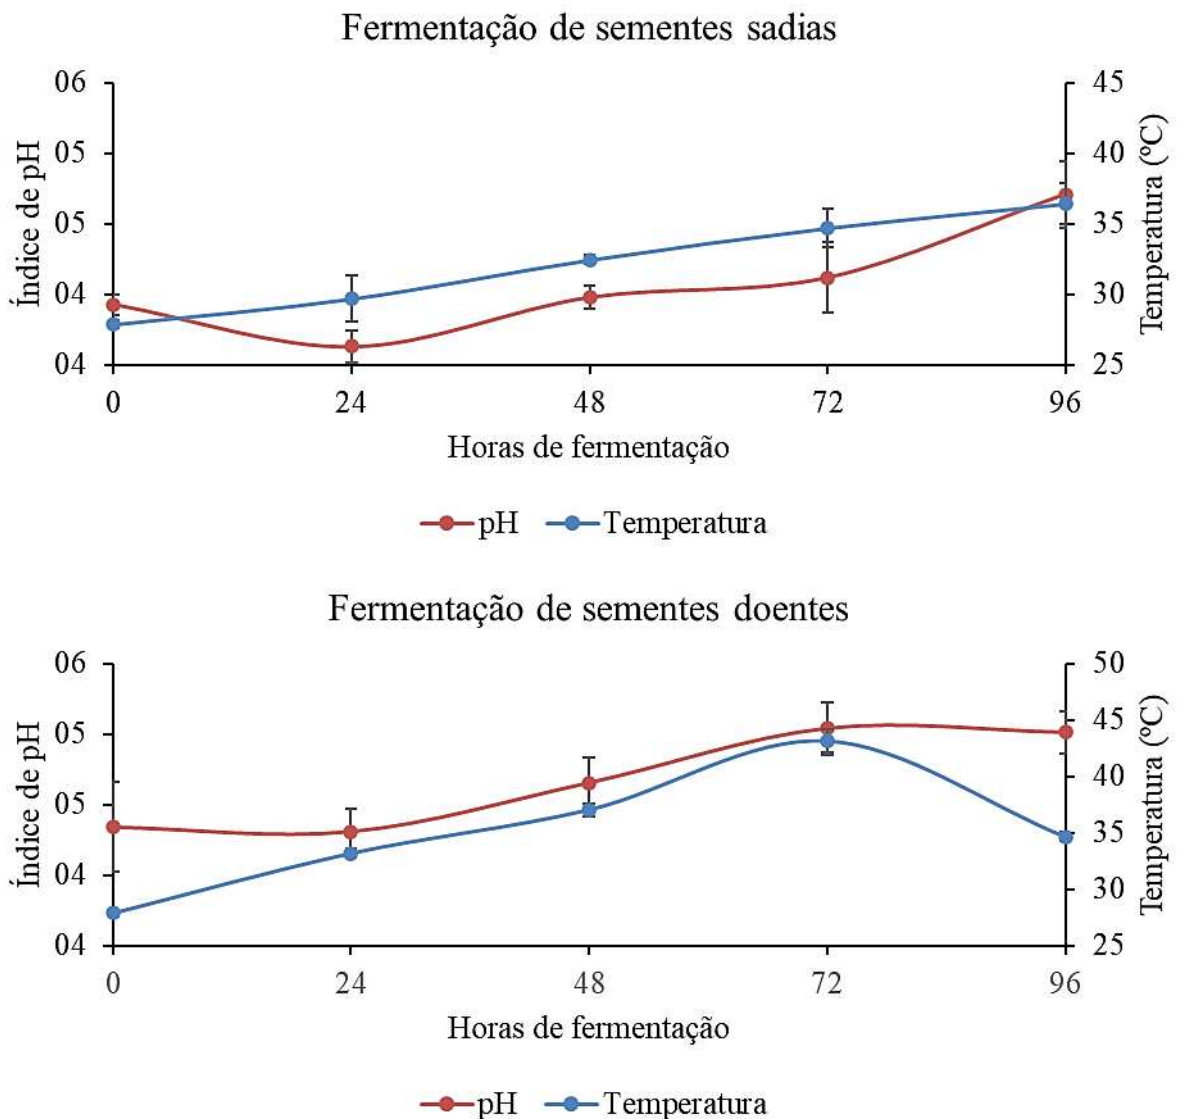 Fermentação de sementes sadias
06 45
05 40
05 35
04 30
04 25
Índice de pH
Temperatura (ºC)
0 24 48 72 96
Horas de fermentação
pH Temperatura
Fermentação de sementes doentes
06 50
05 45
40
05 35
04 30
04 25
Índice de pH
Temperatura (ºC)
0 24 48 72 96
Horas de fermentação
pH Temperatura